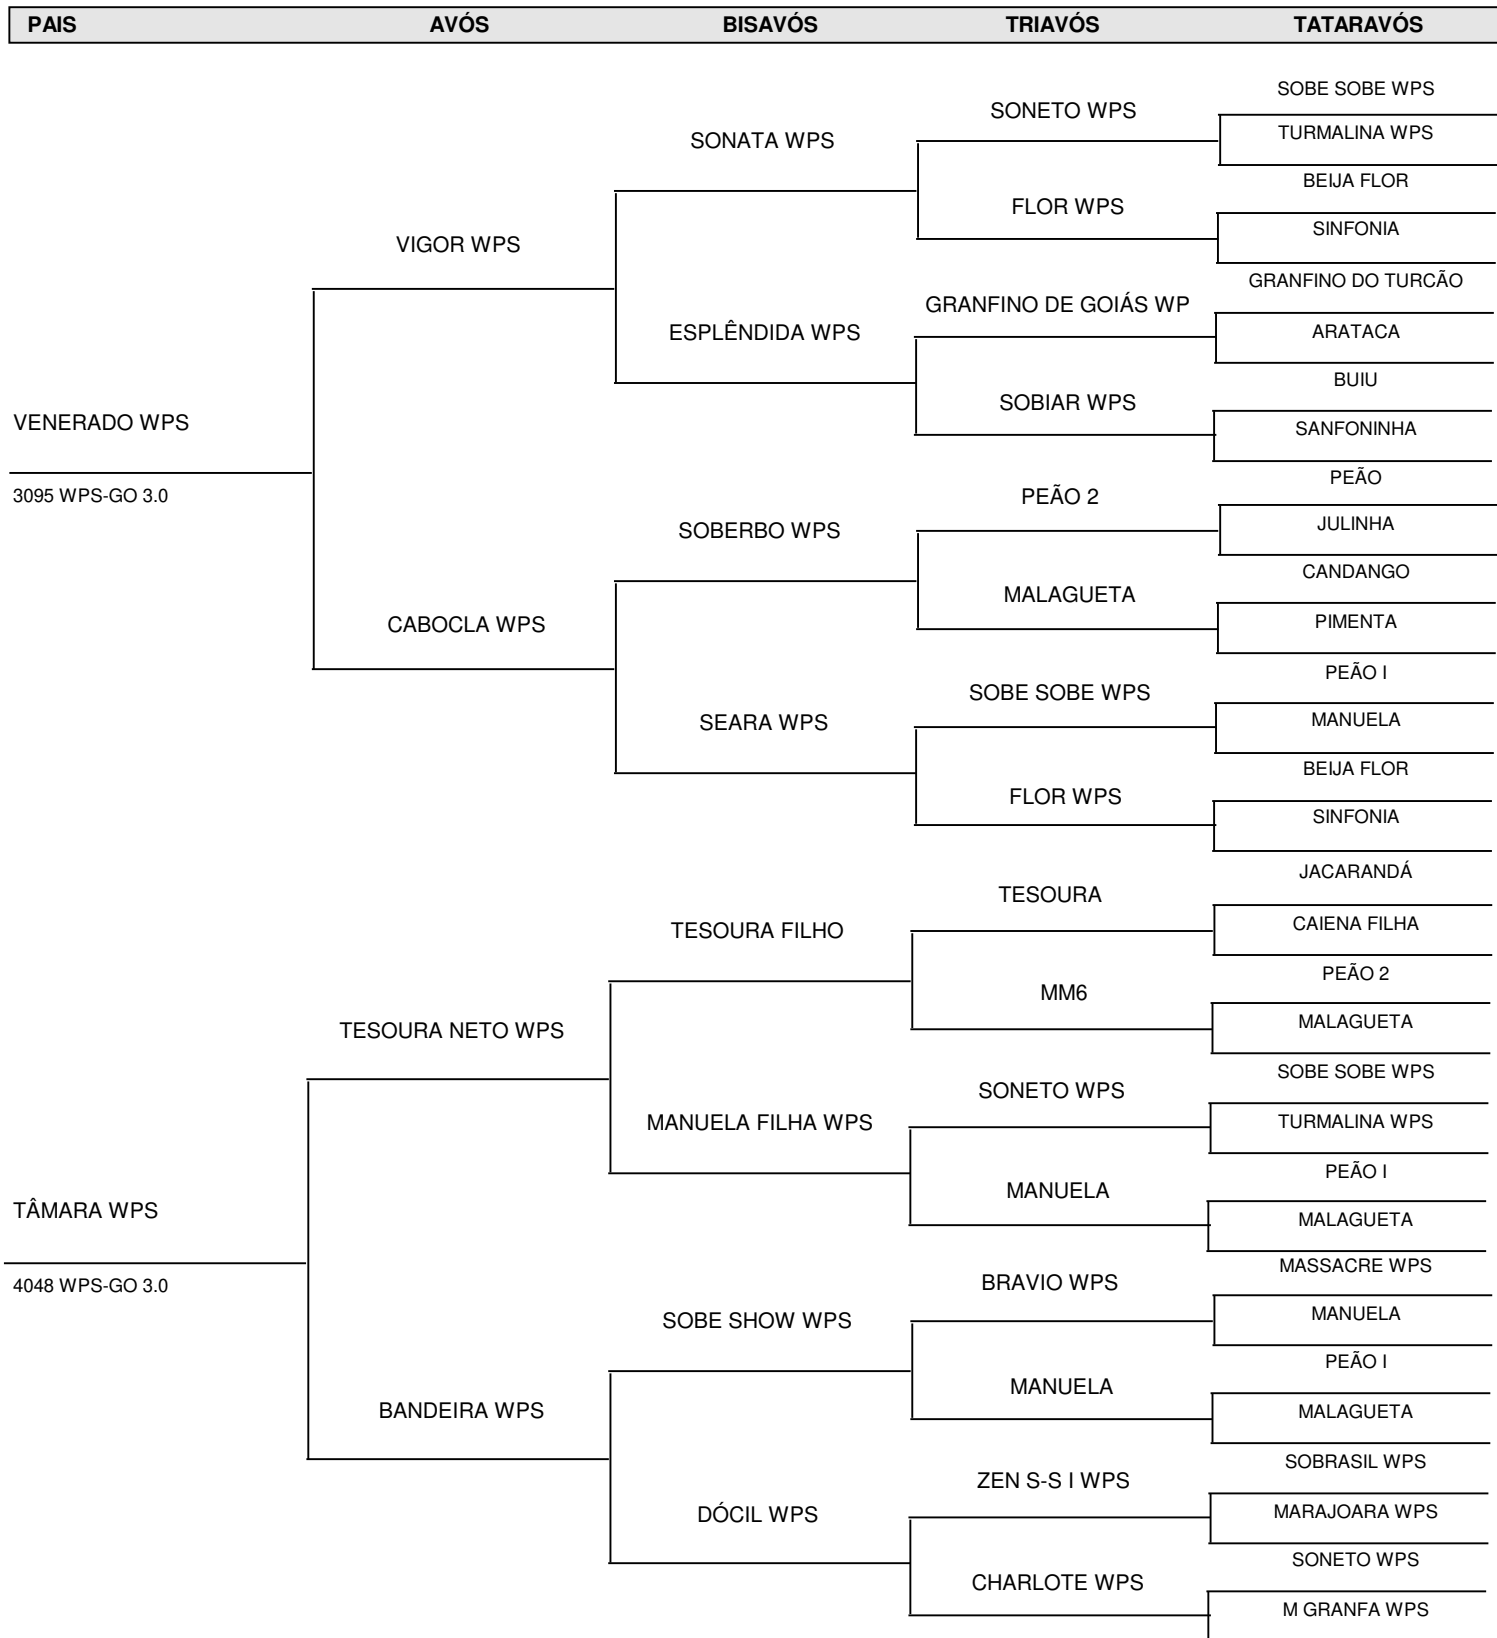 PAIS AVÓS BISAVÓS TRIAVÓS TATARAVÓS
SOBE SOBE WPS
SONETO WPS
TURMALINA WPS
SONATA WPS
BEIJA FLOR
FLOR WPS
SINFONIA
VIGOR WPS
GRANFINO DO TURCÃO
GRANFINO DE GOIÁS WP
ARATACA
ESPLÊNDIDA WPS
BUIU
SOBIAR WPS
SANFONINHA
VENERADO WPS
3095 WPS-GO 3.0
PEÃO
PEÃO 2
JULINHA
SOBERBO WPS
CANDANGO
MALAGUETA
PIMENTA
CABOCLA WPS
PEÃO I
SOBE SOBE WPS
MANUELA
SEARA WPS
BEIJA FLOR
FLOR WPS
SINFONIA
JACARANDÁ
TESOURA
CAIENA FILHA
TESOURA FILHO
PEÃO 2
MM6
MALAGUETA
TESOURA NETO WPS
SOBE SOBE WPS
SONETO WPS
TURMALINA WPS
MANUELA FILHA WPS
PEÃO I
MANUELA
MALAGUETA
TÂMARA WPS
4048 WPS-GO 3.0
MASSACRE WPS
BRAVIO WPS
MANUELA
SOBE SHOW WPS
PEÃO I
MANUELA
MALAGUETA
BANDEIRA WPS
SOBRASIL WPS
ZEN S-S I WPS
MARAJOARA WPS
DÓCIL WPS
SONETO WPS
CHARLOTE WPS
M GRANFA WPS